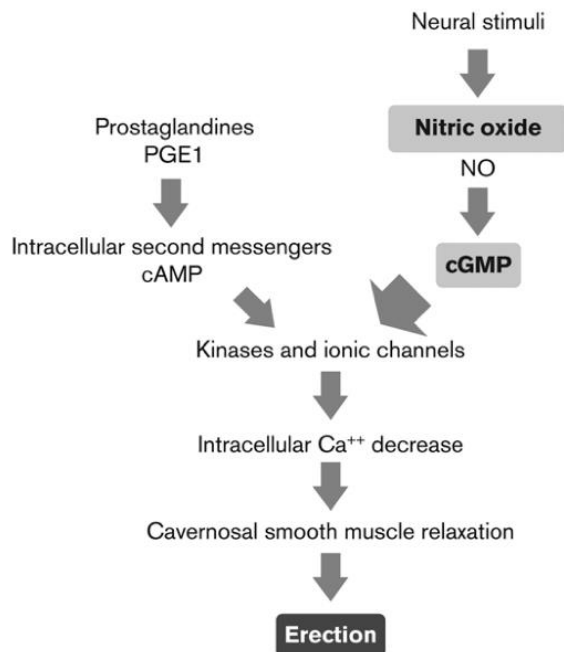 Neural stimuli
Nitric oxide
NO
cGMP
Prostaglandines
PGE1
Intracellular second messengers
cAMP
Kinases and ionic channels
Intracellular Ca⁺⁺ decrease
Cavernosal smooth muscle relaxation
Erection